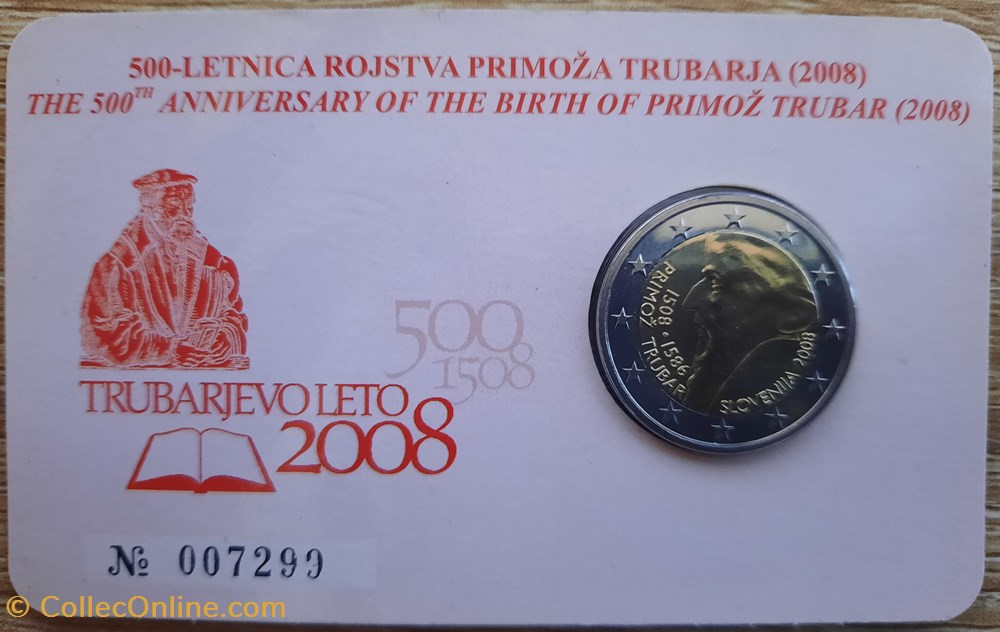 500-LETNICA ROJSTVA PRIMOŽA TRUBARJA (2008)
THE 500TH ANNIVERSARY OF THE BIRTH OF PRIMOŽ TRUBAR (2008)
500
1508
TRUBARJEVO LETO
2008
№ 007299
PRIMOŽ TRUBAR
1508 • 1586
SLOVENIJA 2008
© CollecOnline.com